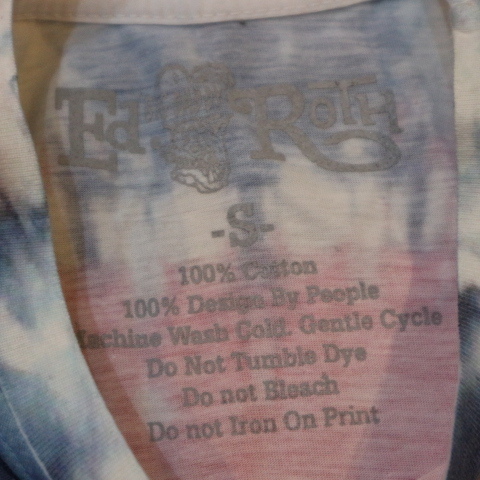 Ed Roth
-S-
100% Cotton
100% Design By People
Machine Wash Cold. Gentle Cycle
Do Not Tumble Dye
Do not Bleach
Do not Iron On Print